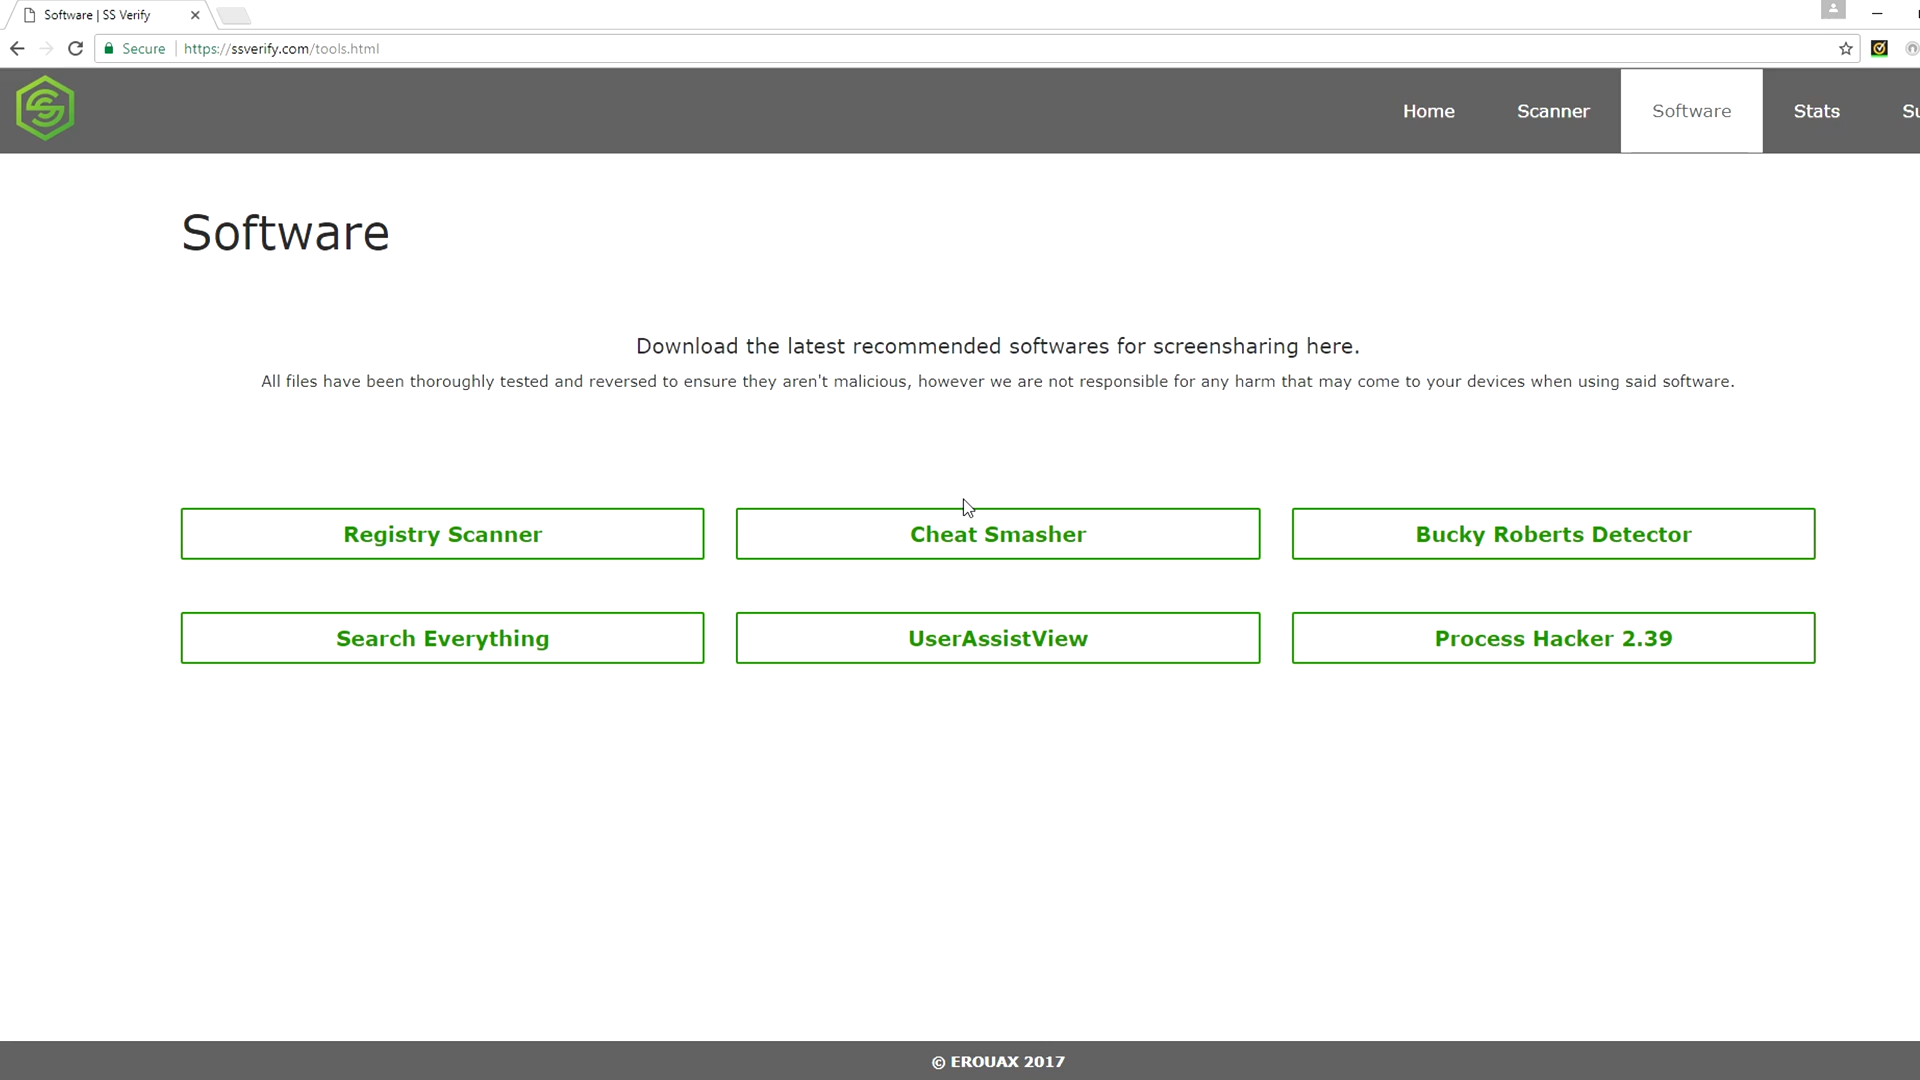 Software | SS Verify
Secure
https://ssverify.com/tools.html
Home
Scanner
Software
Stats
Software
Download the latest recommended softwares for screensharing here.
All files have been thoroughly tested and reversed to ensure they aren't malicious, however we are not responsible for any harm that may come to your devices when using said software.
Registry Scanner
Cheat Smasher
Bucky Roberts Detector
Search Everything
UserAssistView
Process Hacker 2.39
© EROUAX 2017